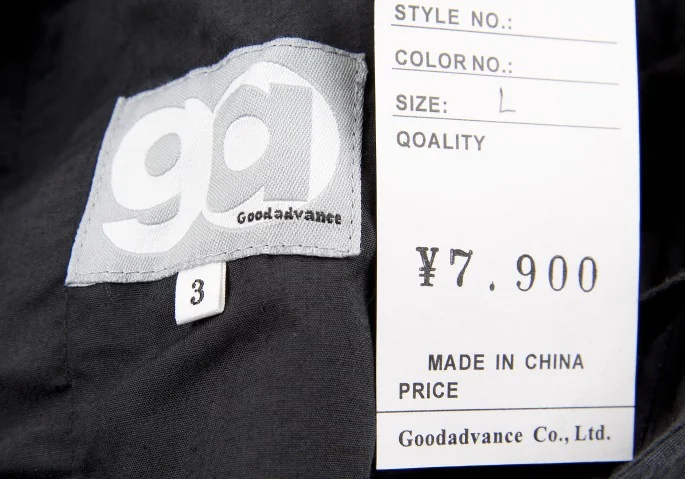 ga
Goodadvance
3
STYLE NO.:
COLOR NO.:
SIZE: L
QOALITY
¥7.900
MADE IN CHINA
PRICE
Goodadvance Co., Ltd.